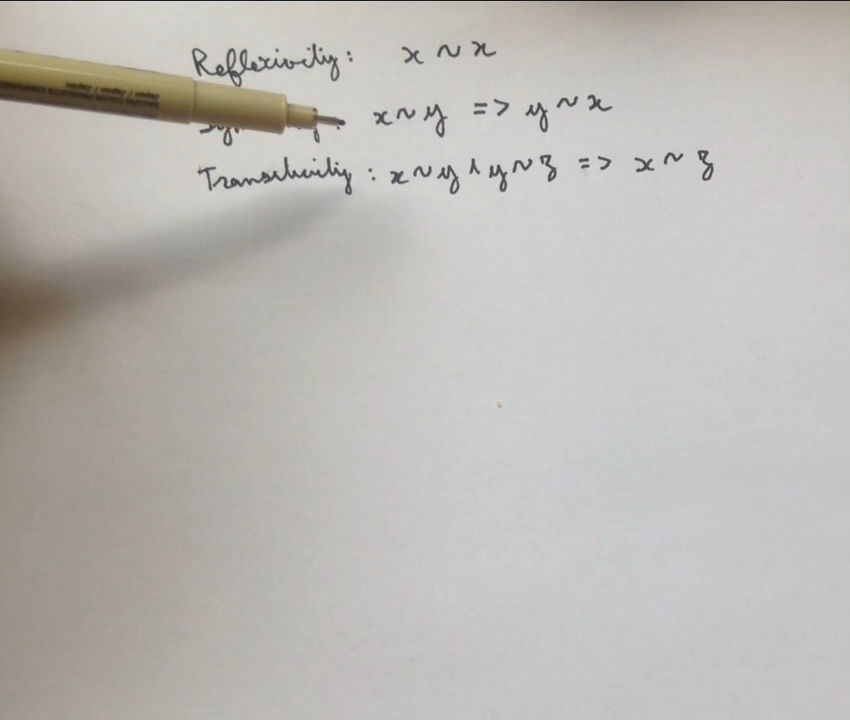 Reflexivity: x ~ x
x ~ y => y ~ x
Transitivity: x ~ y ∧ y ~ z => x ~ z